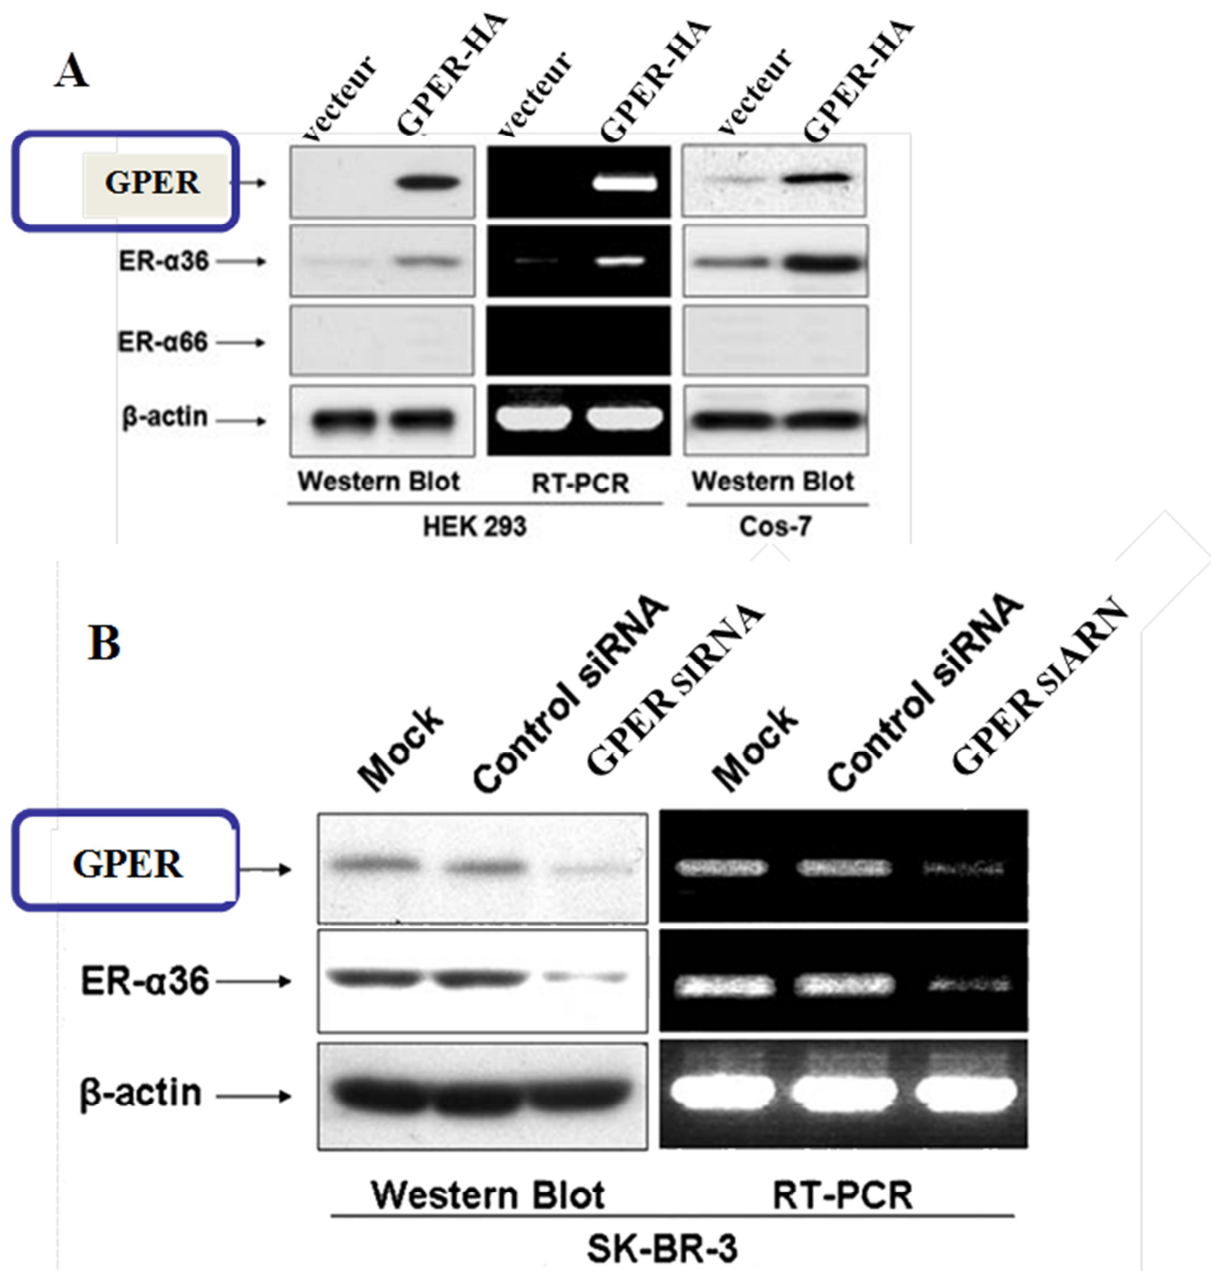 A
vecteur GPER-HA vecteur GPER-HA vecteur GPER-HA
GPER
ER-α36
ER-α66
β-actin
Western Blot RT-PCR Western Blot
HEK 293 Cos-7
B
Mock Control siRNA GPER siRNA Mock Control siRNA GPER siARN
GPER
ER-α36
β-actin
Western Blot RT-PCR
SK-BR-3